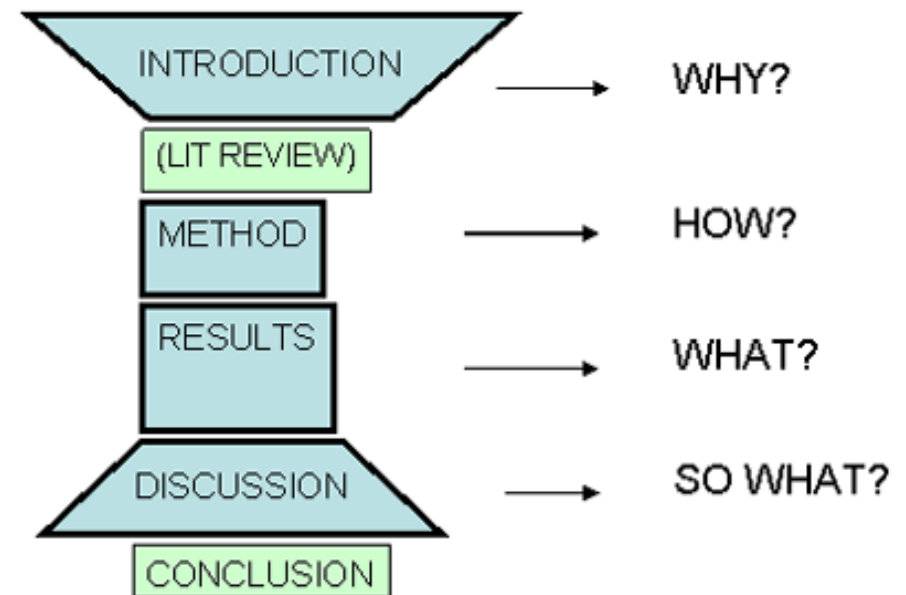 INTRODUCTION
WHY?
(LIT REVIEW)
METHOD
HOW?
RESULTS
WHAT?
DISCUSSION
SO WHAT?
CONCLUSION